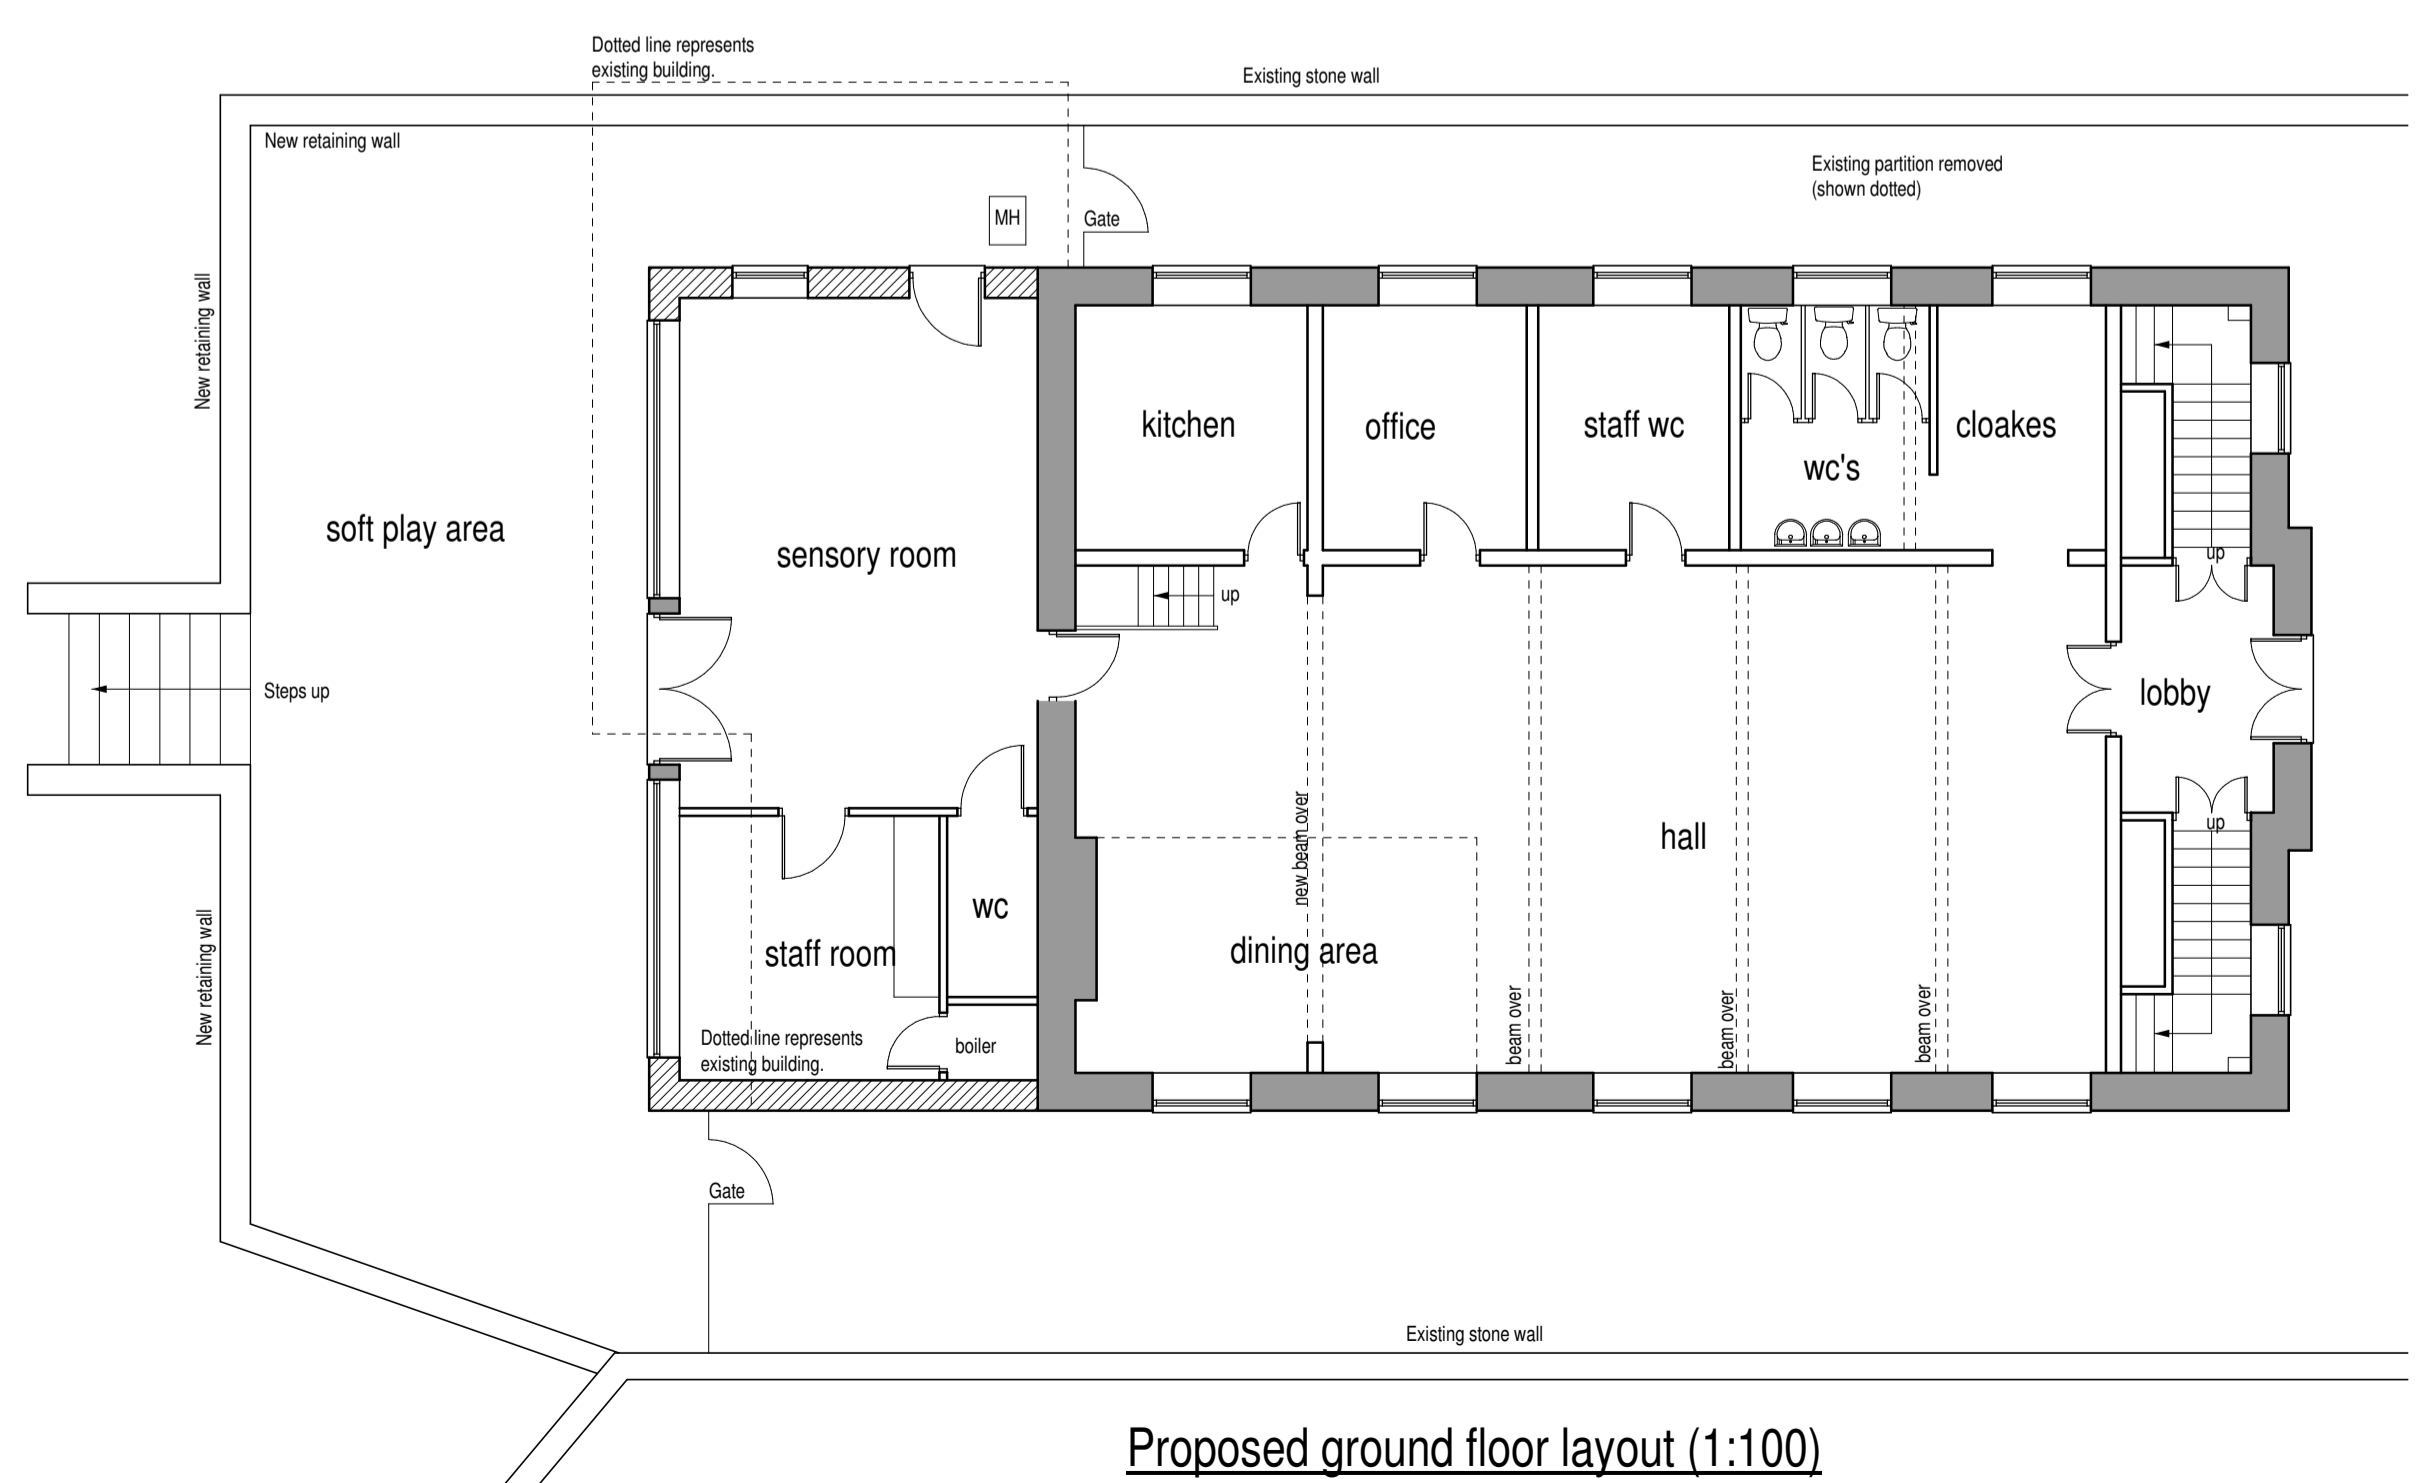 Dotted line represents
existing building.
Existing stone wall
New retaining wall
Existing partition removed
(shown dotted)
MH
Gate
New retaining wall
kitchen
office
staff wc
cloakes
wc's
soft play area
sensory room
up
up
Steps up
lobby
new beam over
hall
up
wc
staff room
dining area
New retaining wall
beam over
beam over
beam over
Dotted line represents
existing building.
boiler
Gate
Existing stone wall
Proposed ground floor layout (1:100)